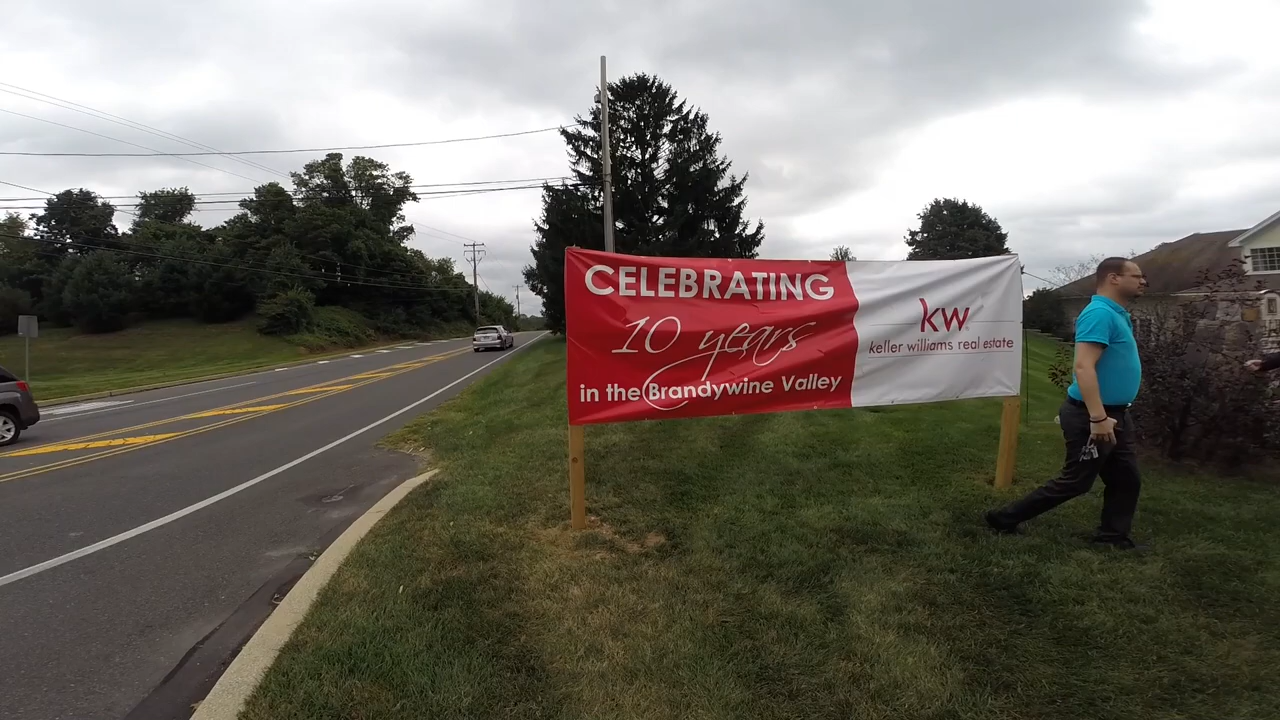 CELEBRATING
10 years
in the Brandywine Valley
kw
keller williams real estate